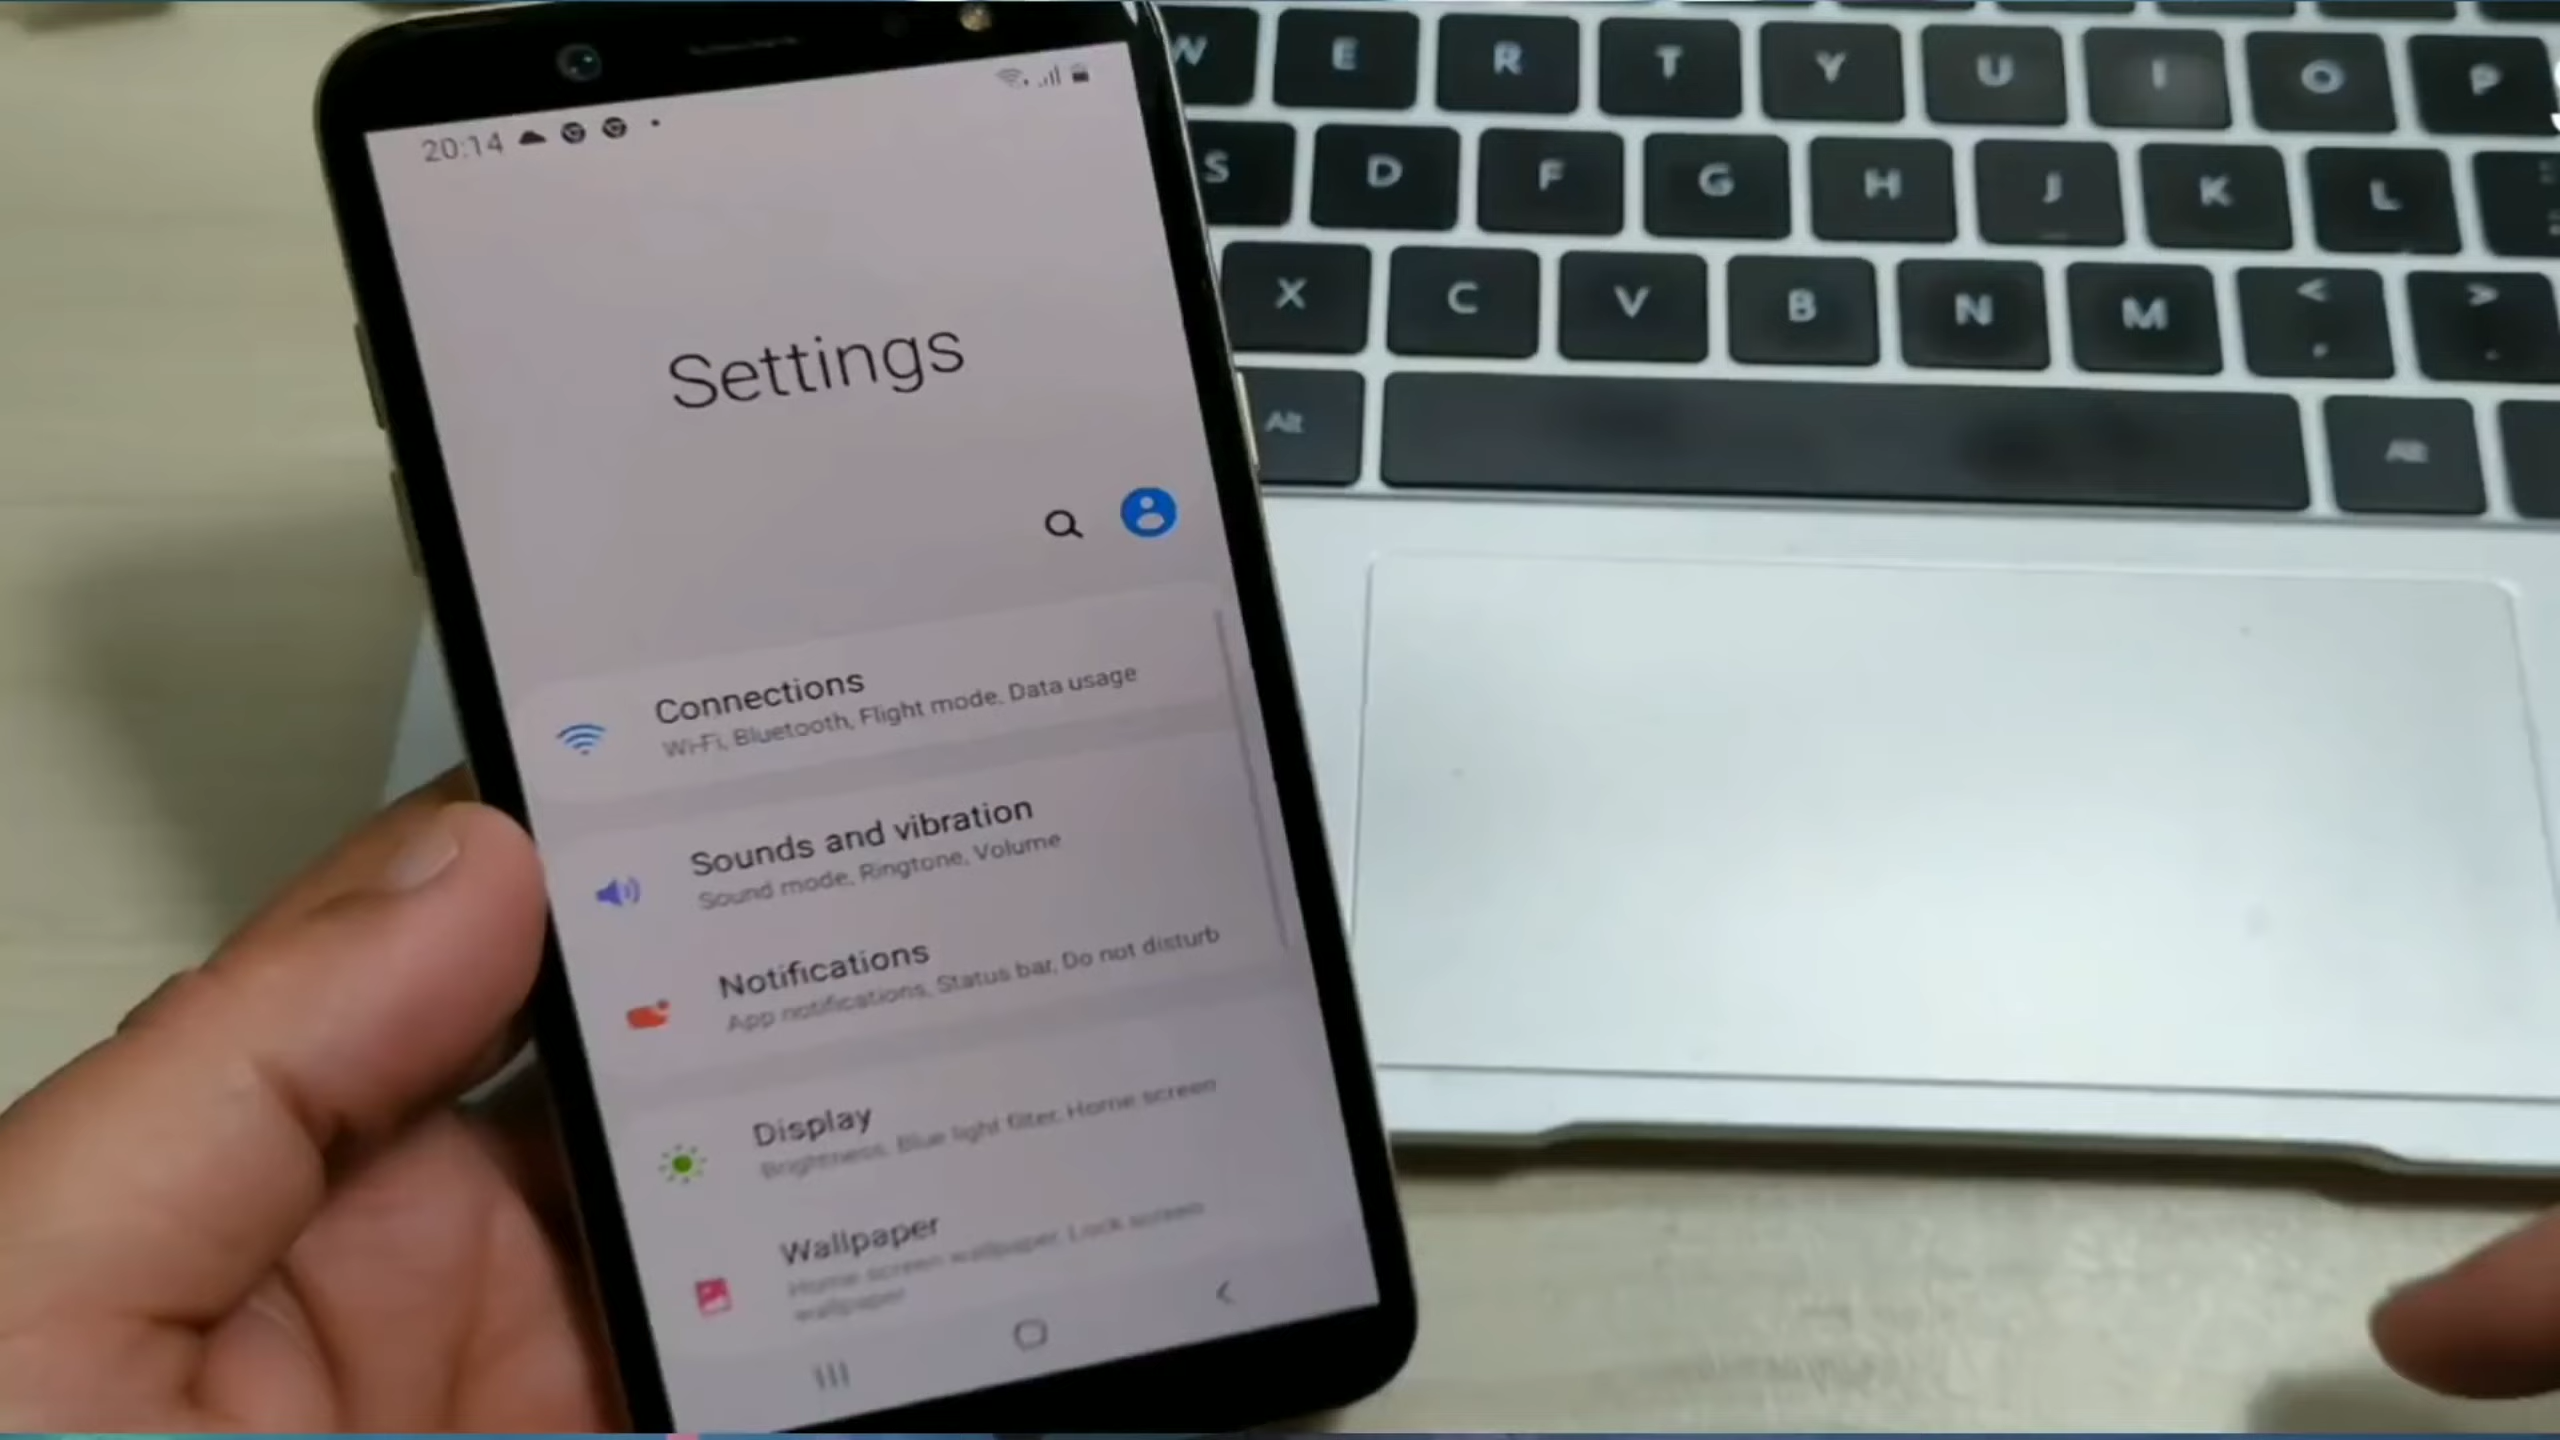 20:14
Settings
Connections
Wi-Fi, Bluetooth, Flight mode, Data usage
Sounds and vibration
Sound mode, Ringtone, Volume
Notifications
App notifications, Status bar, Do not disturb
Display
Brightness, Blue light filter, Home screen
Wallpaper
Home screen wallpaper, Lock screen
wallpaper
W E R T Y U I O P
S D F G H J K L
X C V B N M < ,
>
Alt Alt